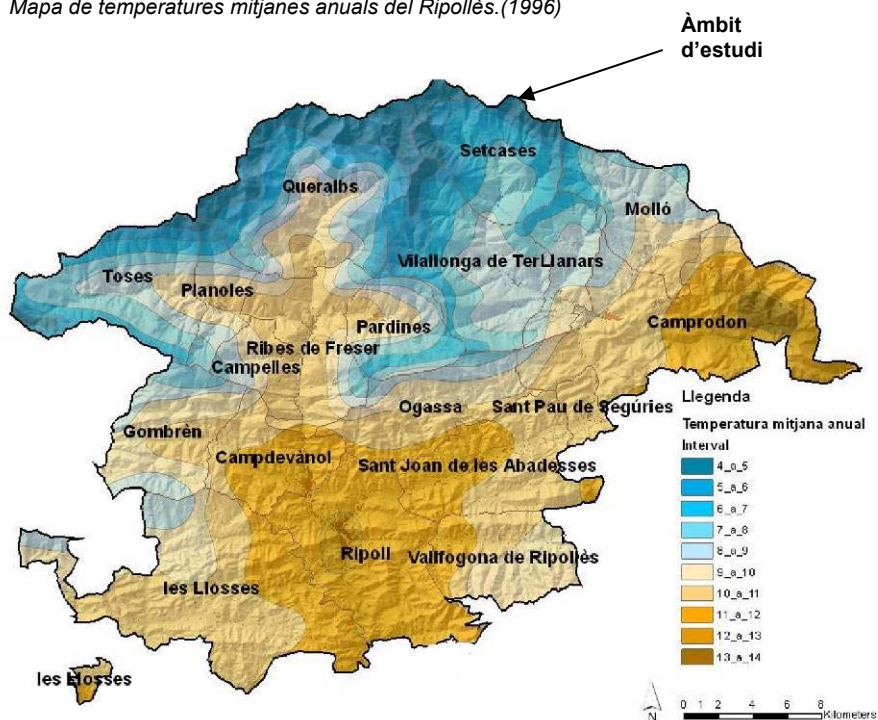 Mapa de temperatures mitjanes anuals del Ripollès.(1996)
Àmbit
d'estudi
Setcases
Queralbs
Molló
Vilallonga de Ter
Llanars
Toses
Planoles
Pardines
Camprodon
Ribes de Freser
Campelles
Ogassa
Sant Pau de Segúries
Gombrèn
Campdevànol
Sant Joan de les Abadesses
Ripoll
Vallfogona de Ripollès
les Llosses
les Llosses
Llegenda
Temperatura mitjana anual
Interval
4_a_5
5_a_6
6_a_7
7_a_8
8_a_9
9_a_10
10_a_11
11_a_12
12_a_13
13_a_14
N
0 1 2 4 6 8
Kilometers